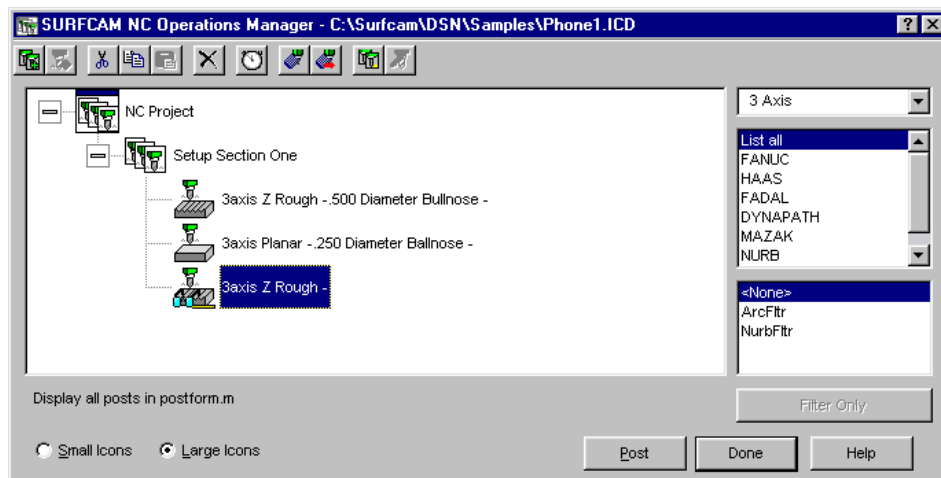 SURFCAM NC Operations Manager - C:\Surfcam\DSN\Samples\Phone1.ICD
NC Project
Setup Section One
3axis Z Rough -.500 Diameter Bullnose -
3axis Planar -.250 Diameter Ballnose -
3axis Z Rough -
3 Axis
List all
FANUC
HAAS
FADAL
DYNAPATH
MAZAK
NURB
<None>
ArcFltr
NurbFltr
Display all posts in postform.m
Filter Only
Small Icons
Large Icons
Post
Done
Help